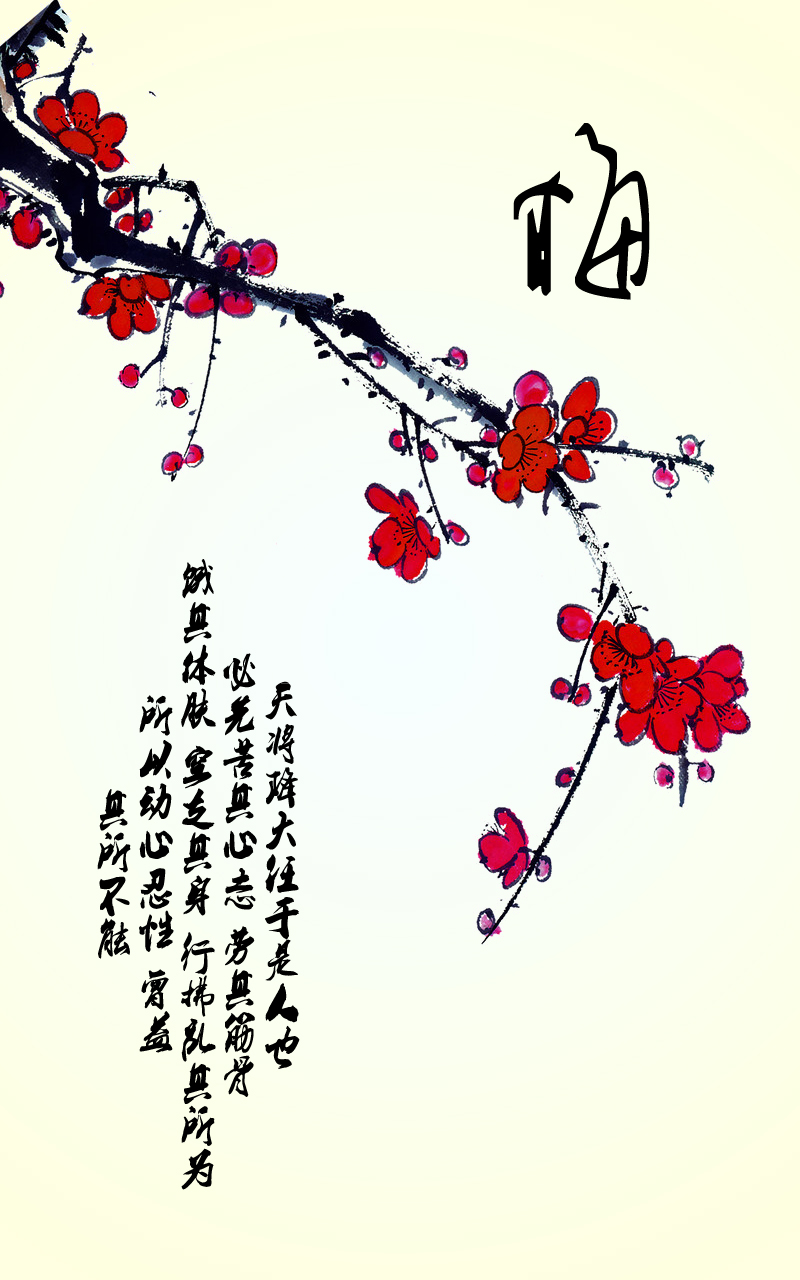 梅
天将降大任于是人也
必先苦其心志 劳其筋骨
饿其体肤 空乏其身 行拂乱其所为
所以动心忍性 曾益
其所不能